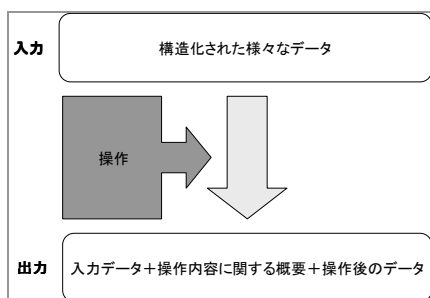 入力
構造化された様々なデータ
操作
出力
入力データ＋操作内容に関する概要＋操作後のデータ